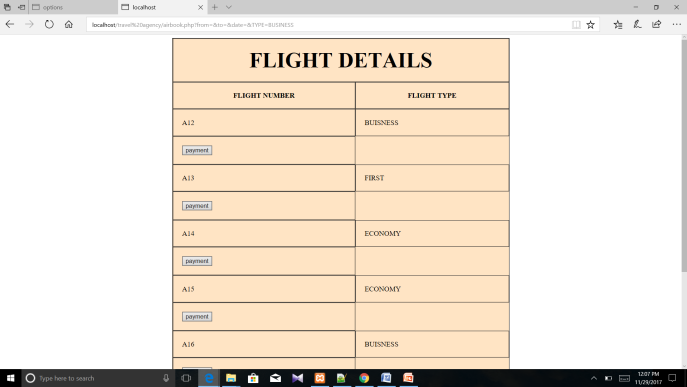 options
localhost
localhost/travel%20agency/airbook.php?from=&to=&date=&TYPE=BUSINESS
FLIGHT DETAILS
FLIGHT NUMBER FLIGHT TYPE
A12 BUISNESS
payment
A13 FIRST
payment
A14 ECONOMY
payment
A15 ECONOMY
payment
A16 BUISNESS
Type here to search
12:07 PM
11/29/2017